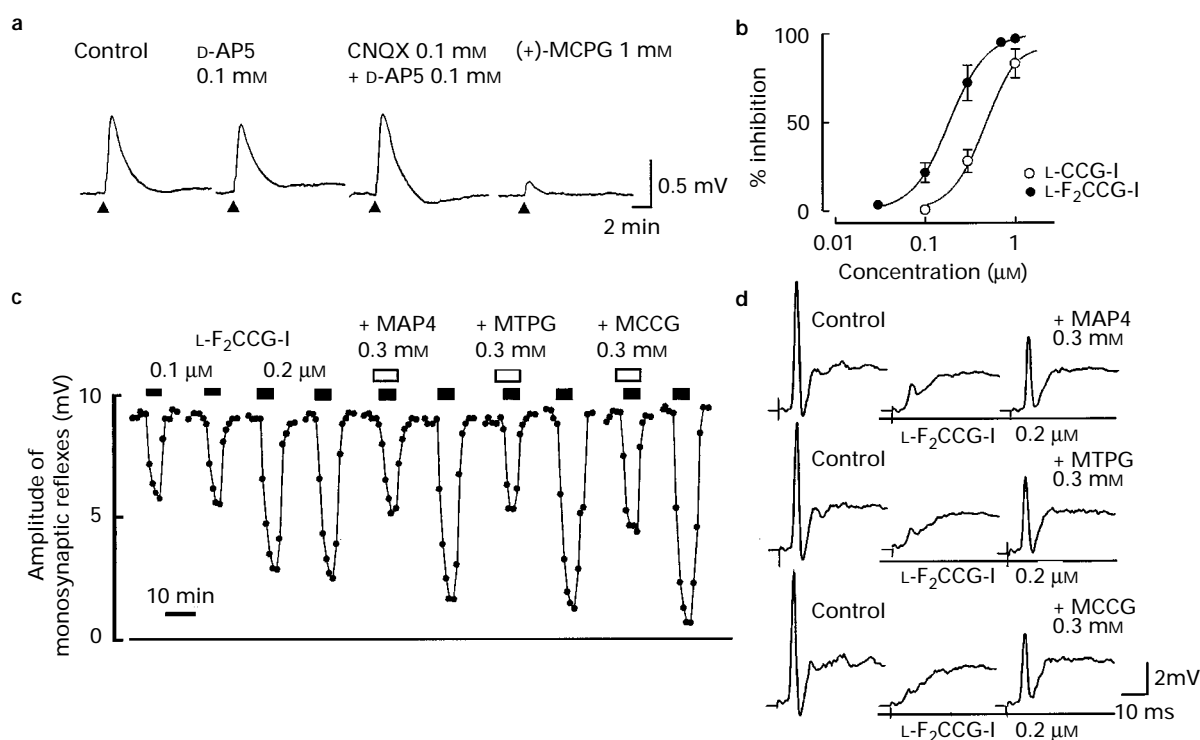 a
Control
D-AP5
0.1 mM
CNQX 0.1 mM
+ D-AP5 0.1 mM
(+)-MCPG 1 mM
0.5 mV
2 min
b
100
50
0
% inhibition
L-CCG-I
L-F2CCG-I
0.01
0.1
1
Concentration (μM)
c
L-F2CCG-I
0.1 μM
0.2 μM
+ MAP4
0.3 mM
+ MTPG
0.3 mM
+ MCCG
0.3 mM
10
5
0
Amplitude of
monosynaptic reflexes (mV)
10 min
d
Control
+ MAP4
0.3 mM
L-F2CCG-I
0.2 μM
Control
+ MTPG
0.3 mM
L-F2CCG-I
0.2 μM
Control
+ MCCG
0.3 mM
L-F2CCG-I
0.2 μM
2mV
10 ms